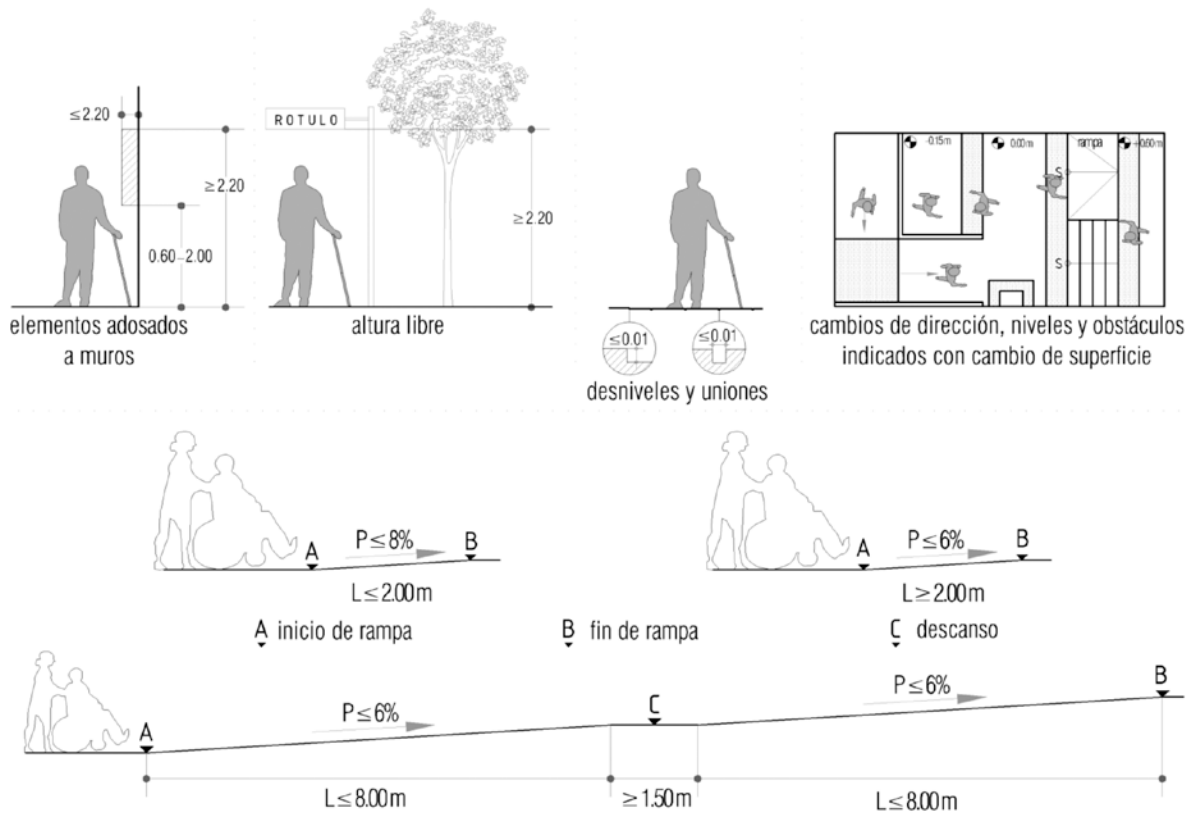 ≤2.20
≥2.20
0.60–2.00
elementos adosados
a muros
ROTULO
≥2.20
altura libre
≤0.01
≤0.01
desniveles y uniones
-0.15m
0.00m
rampa
+0.60m
S
S
cambios de dirección, niveles y obstáculos
indicados con cambio de superficie
A
P≤8%
B
L≤2.00m
A
P≤6%
B
L≥2.00m
A inicio de rampa
B fin de rampa
C descanso
A
P≤6%
C
P≤6%
B
L≤8.00m
≥1.50m
L≤8.00m